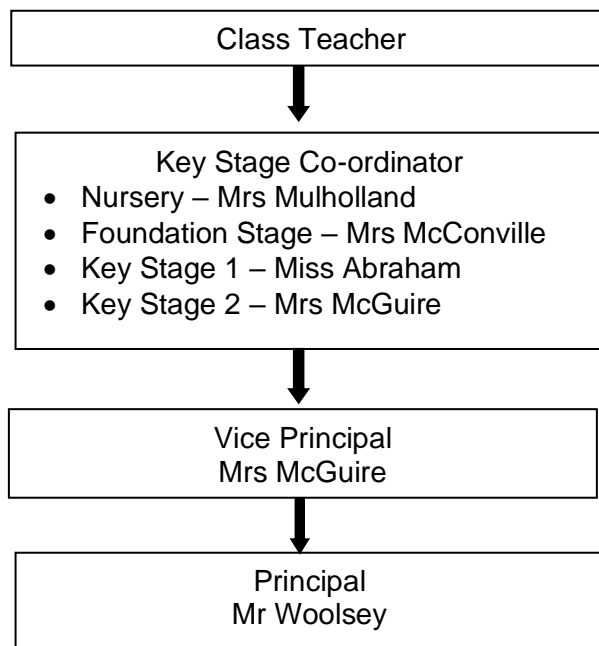 Class Teacher
Key Stage Co-ordinator
• Nursery – Mrs Mulholland
• Foundation Stage – Mrs McConville
• Key Stage 1 – Miss Abraham
• Key Stage 2 – Mrs McGuire
Vice Principal
Mrs McGuire
Principal
Mr Woolsey